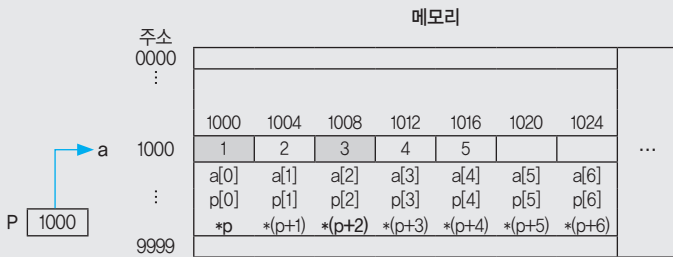 메모리
주소
0000
⋮
1000 1004 1008 1012 1016 1020 1024
a 1000 1 2 3 4 5 …
a[0] a[1] a[2] a[3] a[4] a[5] a[6]
⋮ p[0] p[1] p[2] p[3] p[4] p[5] p[6]
P 1000 *p *(p+1) *(p+2) *(p+3) *(p+4) *(p+5) *(p+6)
9999